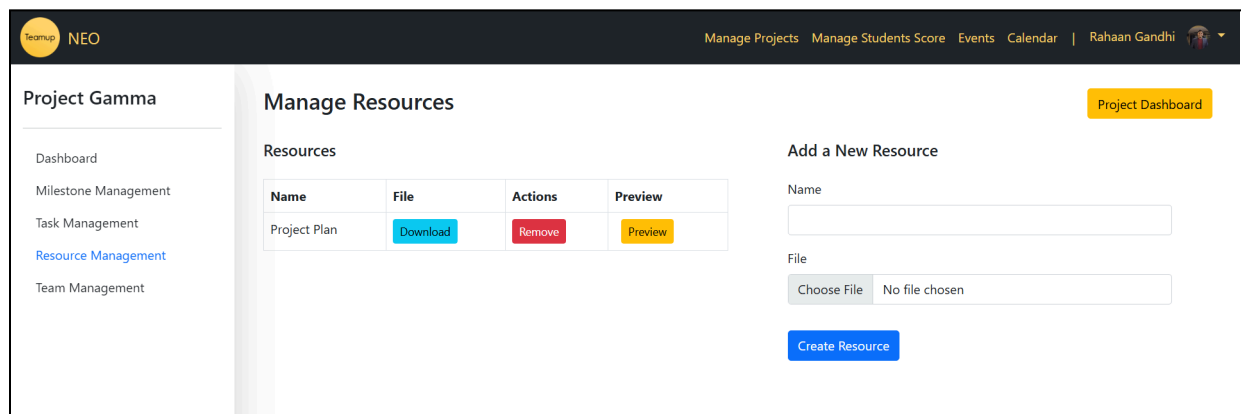 Teamup NEO Manage Projects Manage Students Score Events Calendar | Rahaan Gandhi
Project Gamma
Dashboard
Milestone Management
Task Management
Resource Management
Team Management
Manage Resources Project Dashboard
Resources
Name File Actions Preview
Project Plan Download Remove Preview
Add a New Resource
Name
File
Choose File No file chosen
Create Resource